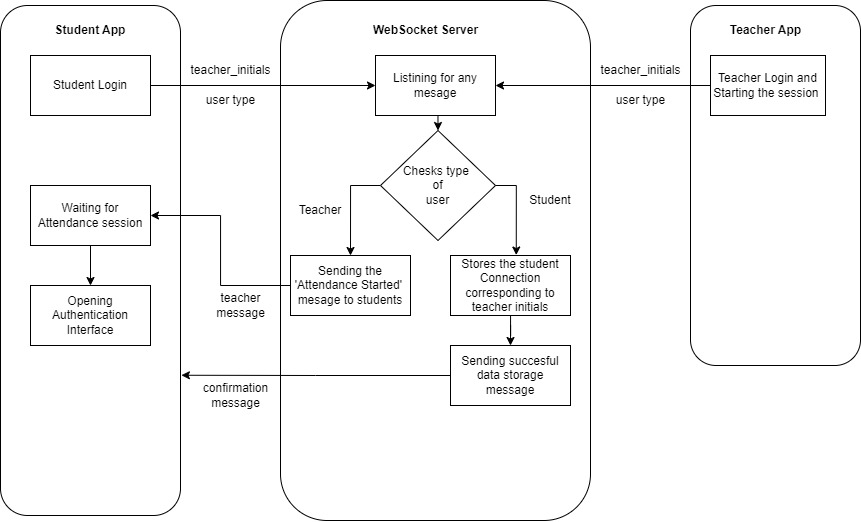 Student App
WebSocket Server
Teacher App
Student Login
teacher_initials
user type
Listining for any
mesage
teacher_initials
user type
Teacher Login and
Starting the session
Chesks type
of
user
Teacher
Student
Waiting for
Attendance session
Sending the
'Attendance Started'
mesage to students
Stores the student
Connection
corresponding to
teacher initials
teacher
message
Opening
Authentication
Interface
Sending succesful
data storage
message
confirmation
message